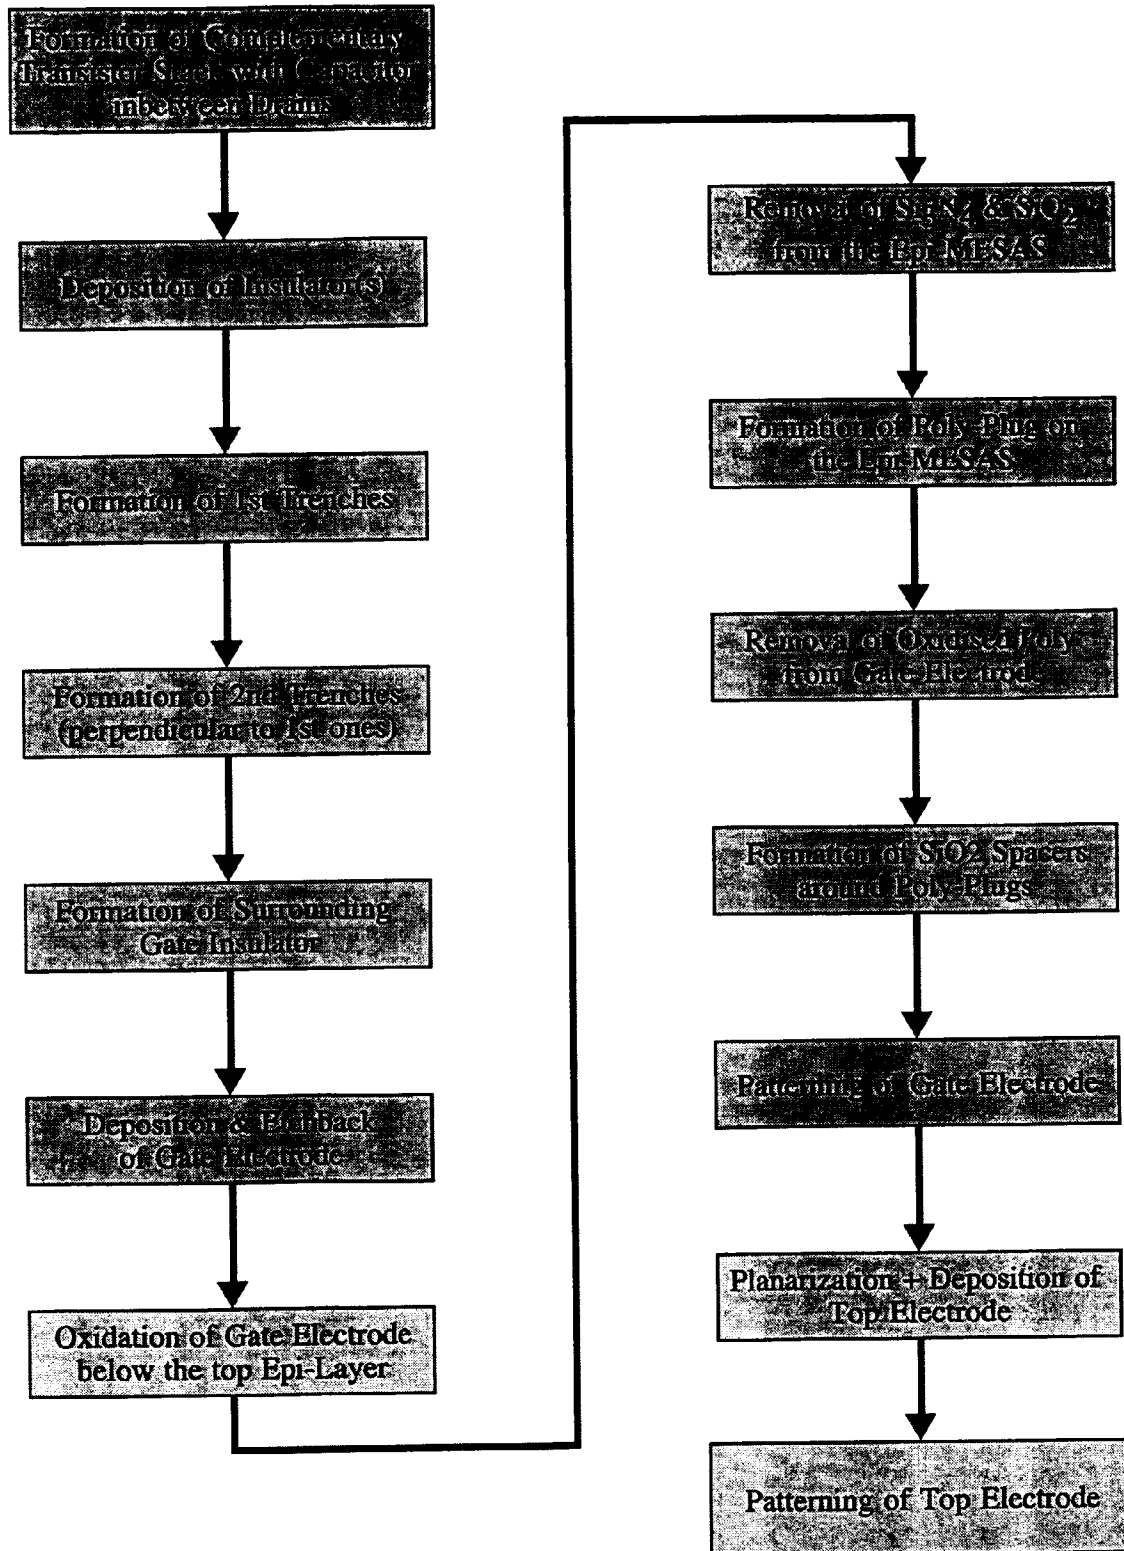 Formation of Complementary
Transistor Stack with Capacitor
inbetween Drains
Deposition of Insulator(s)
Formation of 1st Trenches
Formation of 2nd Trenches
(perpendicular to 1st ones)
Formation of Surrounding
Gate Insulator
Deposition & Etchback
of Gate Electrode
Oxidation of Gate Electrode
below the top Epi-Layer
Removal of Si3N4 & SiO2
from the Epi-MESAS
Formation of Poly-Plug on
the Epi-MESAS
Removal of Oxidised Poly
from Gate Electrode
Formation of SiO2 Spacers
around Poly-Plugs
Patterning of Gate Electrode
Planarization + Deposition of
Top Electrode
Patterning of Top Electrode